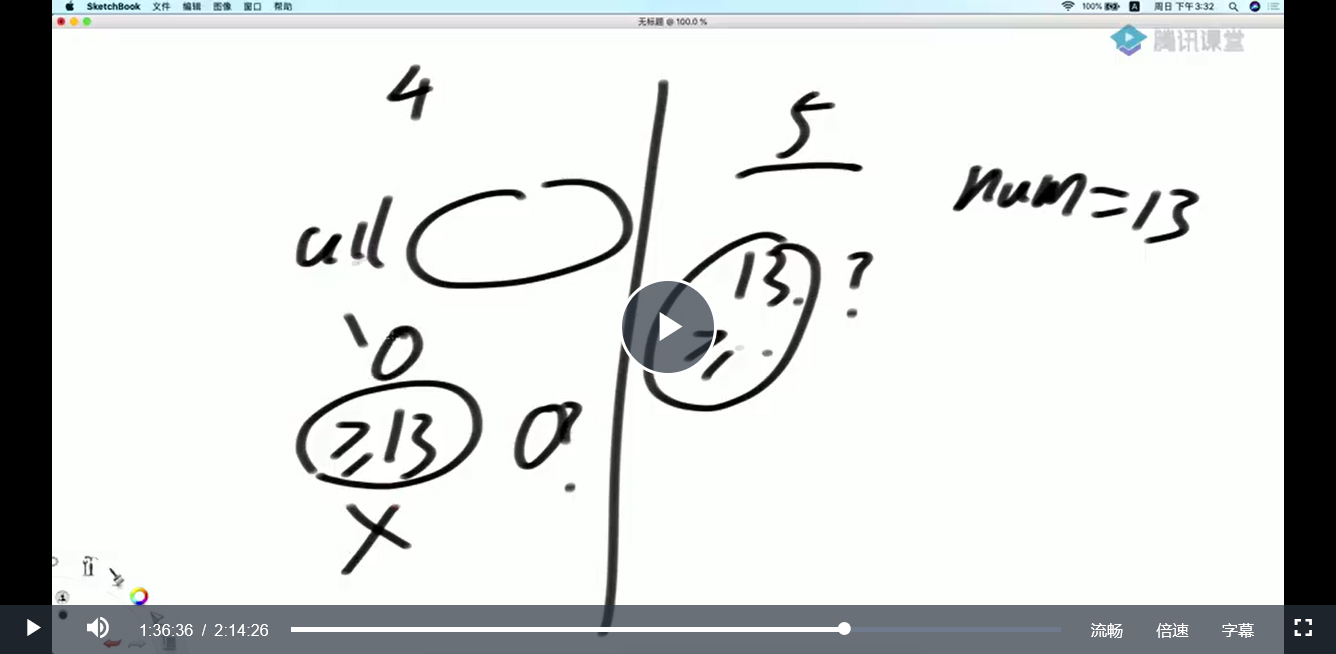 SketchBook 文件 编辑 图像 窗口 帮助 100% 周日 下午3:32
无标题 @ 100.0 %
腾讯课堂
4
5
num=13
all
13 ?
≥
0
≥13 0?
X
1:36:36 / 2:14:26 流畅 倍速 字幕